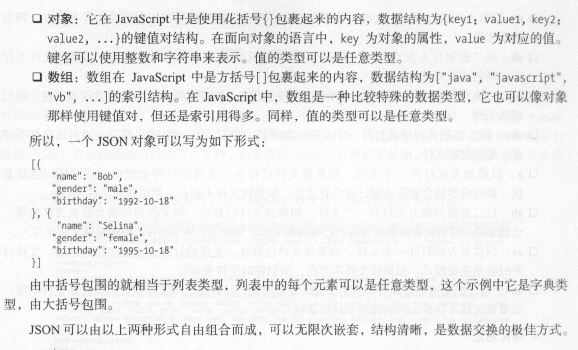 ❑ 对象：它在 JavaScript 中是使用花括号{}包裹起来的内容，数据结构为{key1：value1, key2：
value2, ...}的键值对结构。在面向对象的语言中，key 为对象的属性，value 为对应的值。
键名可以使用整数和字符串来表示。值的类型可以是任意类型。
❑ 数组：数组在 JavaScript 中是方括号[]包裹起来的内容，数据结构为["java", "javascript",
"vb", ...]的索引结构。在 JavaScript 中，数组是一种比较特殊的数据类型，它也可以像对象
那样使用键值对，但还是索引用得多。同样，值的类型可以是任意类型。
所以，一个 JSON 对象可以写为如下形式：
[{
"name": "Bob",
"gender": "male",
"birthday": "1992-10-18"
}, {
"name": "Selina",
"gender": "female",
"birthday": "1995-10-18"
}]
由中括号包围的就相当于列表类型，列表中的每个元素可以是任意类型，这个示例中它是字典类
型，由大括号包围。
JSON 可以由以上两种形式自由组合而成，可以无限次嵌套，结构清晰，是数据交换的极佳方式。